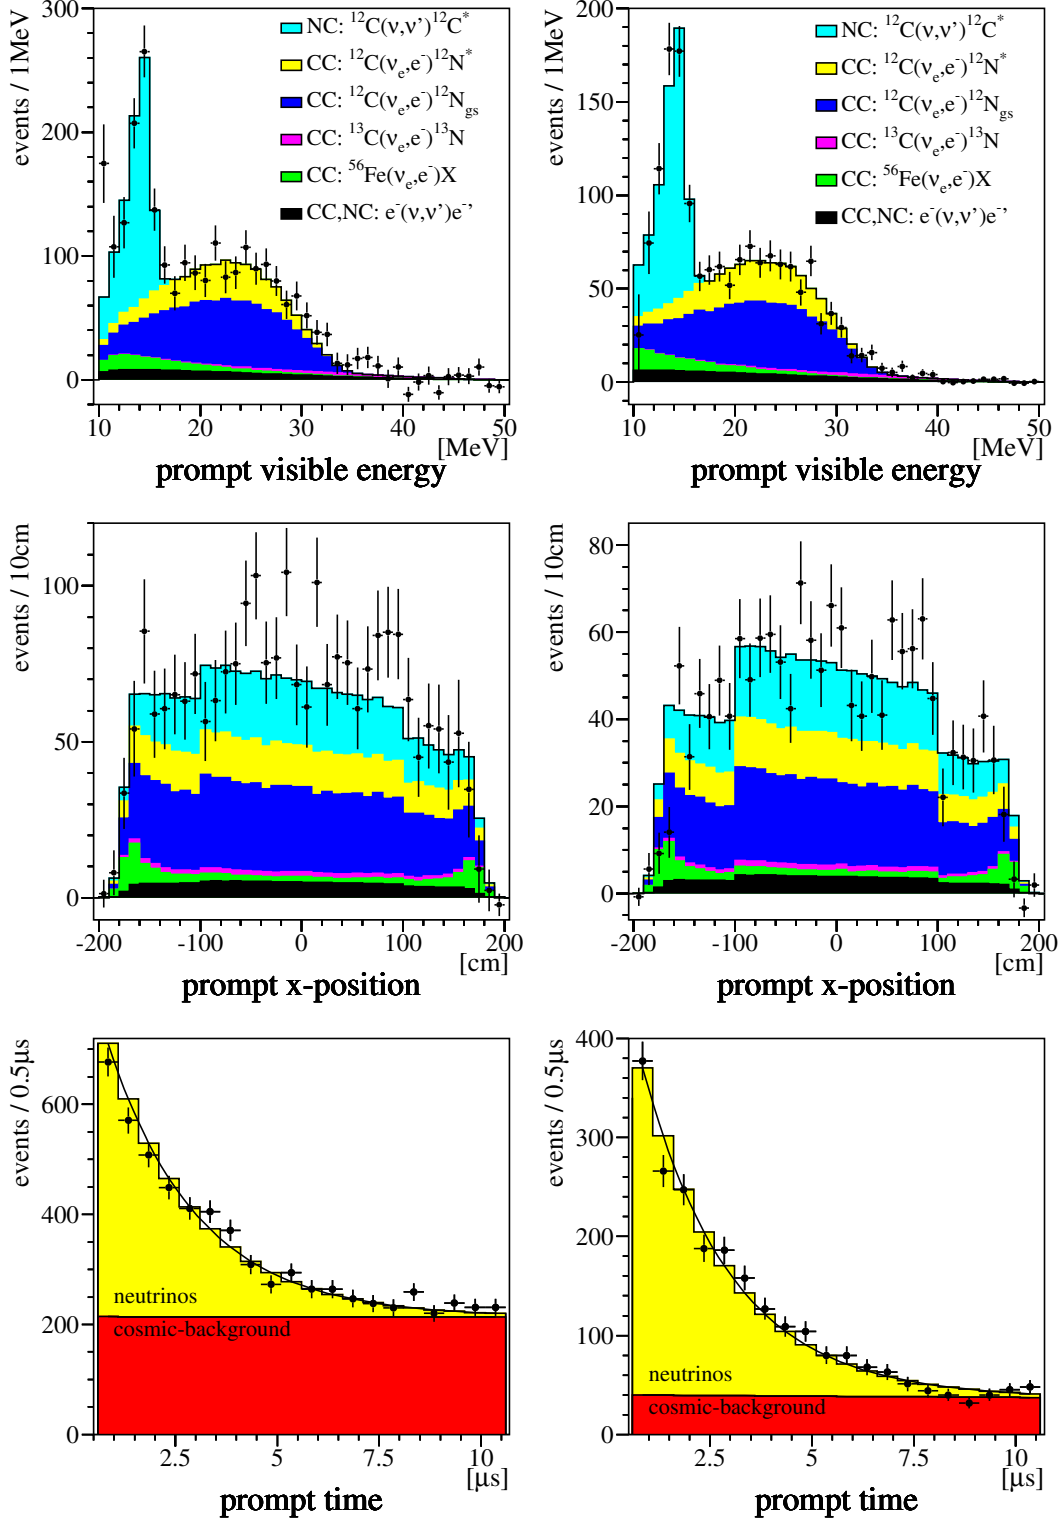 events / 1MeV
300
200
100
0
NC: ¹²C(ν,ν')¹²C*
CC: ¹²C(νₑ,e⁻)¹²N*
CC: ¹²C(νₑ,e⁻)¹²N_gs
CC: ¹³C(νₑ,e⁻)¹³N
CC: ⁵⁶Fe(νₑ,e⁻)X
CC,NC: e⁻(ν,ν')e⁻'
10 20 30 40 50
[MeV]
prompt visible energy
events / 1MeV
200
150
100
50
0
NC: ¹²C(ν,ν')¹²C*
CC: ¹²C(νₑ,e⁻)¹²N*
CC: ¹²C(νₑ,e⁻)¹²N_gs
CC: ¹³C(νₑ,e⁻)¹³N
CC: ⁵⁶Fe(νₑ,e⁻)X
CC,NC: e⁻(ν,ν')e⁻'
10 20 30 40 50
[MeV]
prompt visible energy
events / 10cm
100
50
0
-200 -100 0 100 200
[cm]
prompt x-position
events / 10cm
80
60
40
20
0
-200 -100 0 100 200
[cm]
prompt x-position
events / 0.5μs
600
400
200
0
neutrinos
cosmic-background
2.5 5 7.5 10
[μs]
prompt time
events / 0.5μs
400
300
200
100
0
neutrinos
cosmic-background
2.5 5 7.5 10
[μs]
prompt time